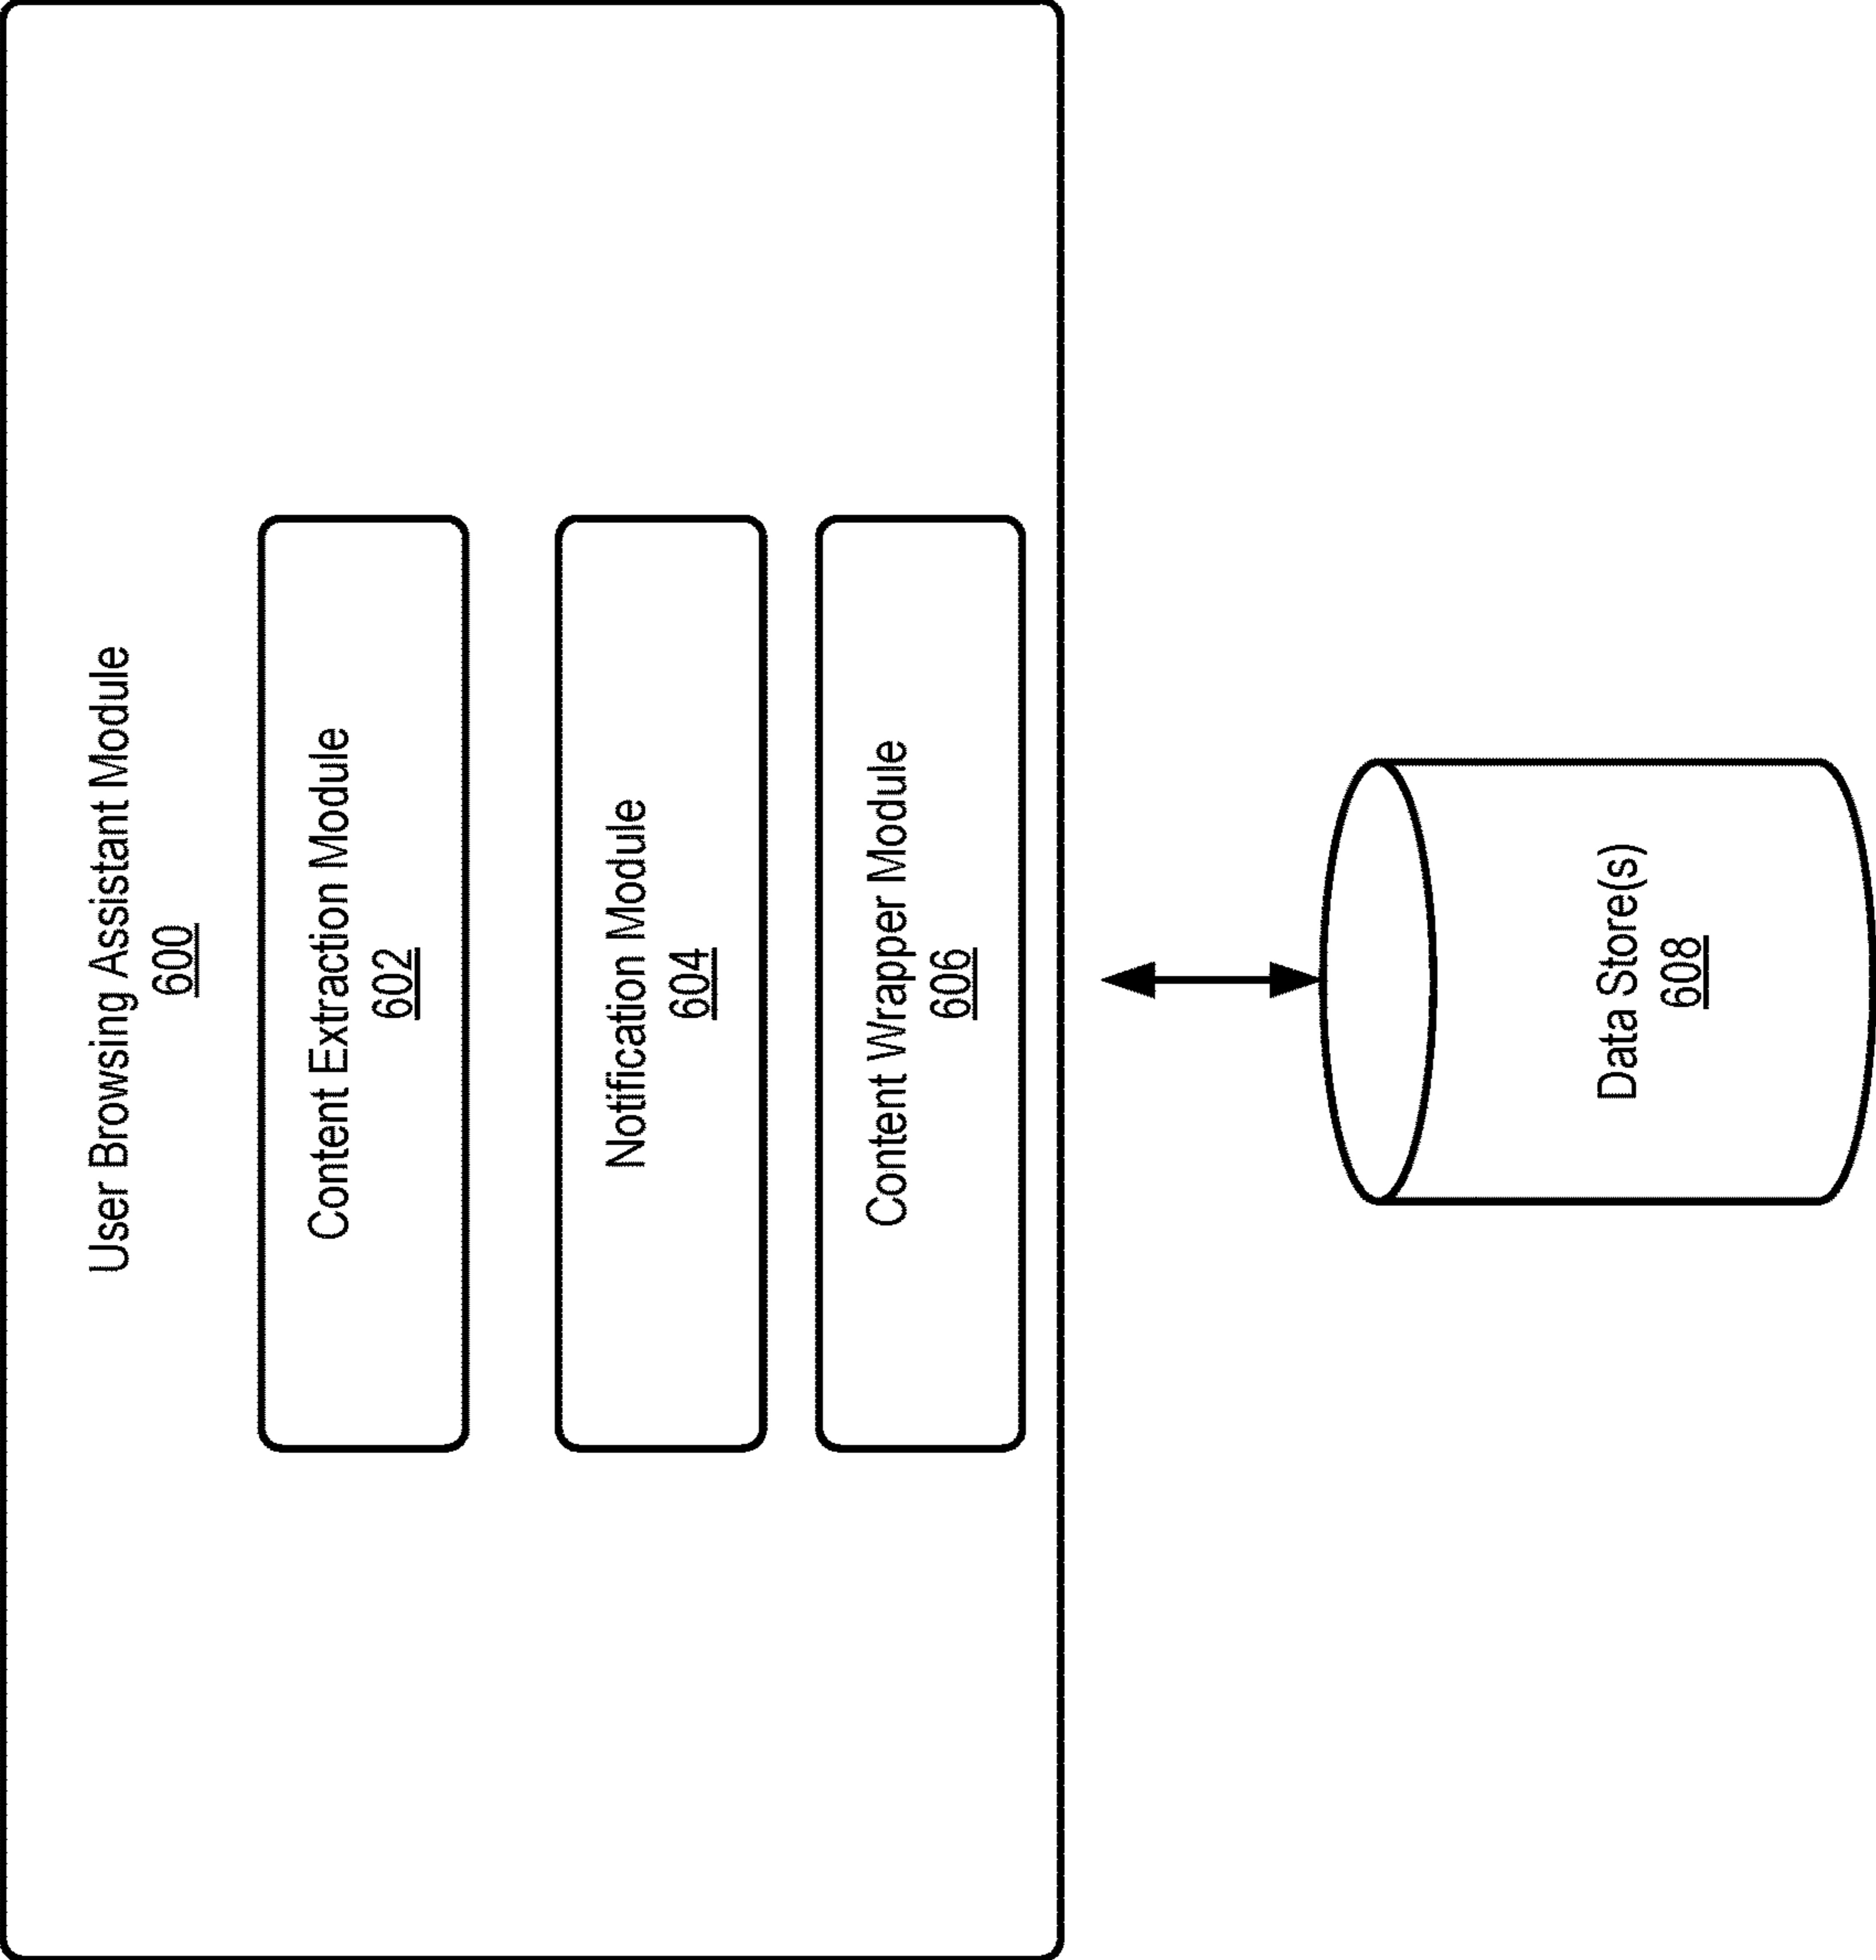 User Browsing Assistant Module
600
Content Extraction Module
602
Notification Module
604
Content Wrapper Module
606
Data Store(s)
608